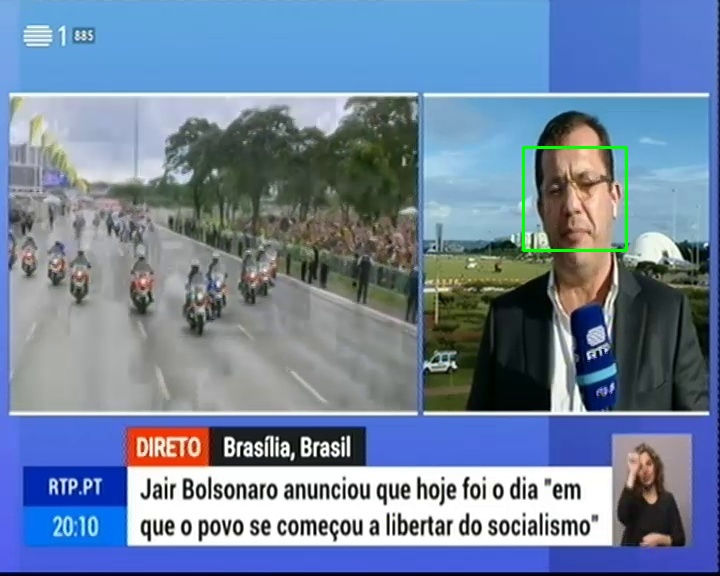 1 885
RTP
DIRETO Brasília, Brasil
RTP.PT
20:10
Jair Bolsonaro anunciou que hoje foi o dia "em
que o povo se começou a libertar do socialismo"